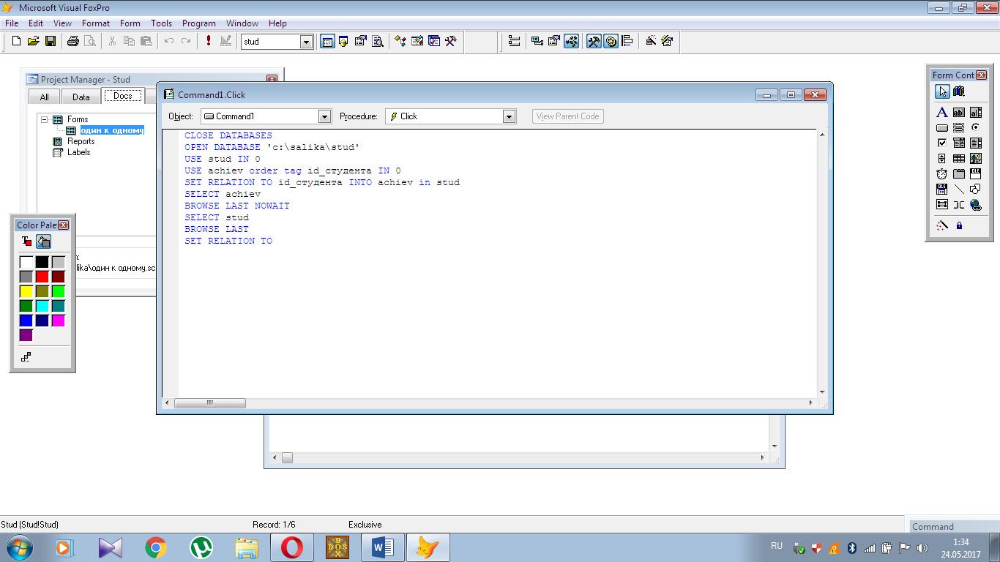 Microsoft Visual FoxPro
File Edit View Format Form Tools Program Window Help
stud
Project Manager - Stud
All Data Docs
Forms
один к одному
Reports
Labels
Command1.Click
Object: Command1 Procedure: Click View Parent Code
CLOSE DATABASES
OPEN DATABASE 'c:\salika\stud'
USE stud IN 0
USE achiev order tag id_студента IN 0
SET RELATION TO id_студента INTO achiev in stud
SELECT achiev
BROWSE LAST NOWAIT
SELECT stud
BROWSE LAST
SET RELATION TO
Form Cont
Color Pale
n:
lika\один к одному.sc
Stud (Stud!Stud) Record: 1/6 Exclusive
Command
RU
1:34
24.05.2017